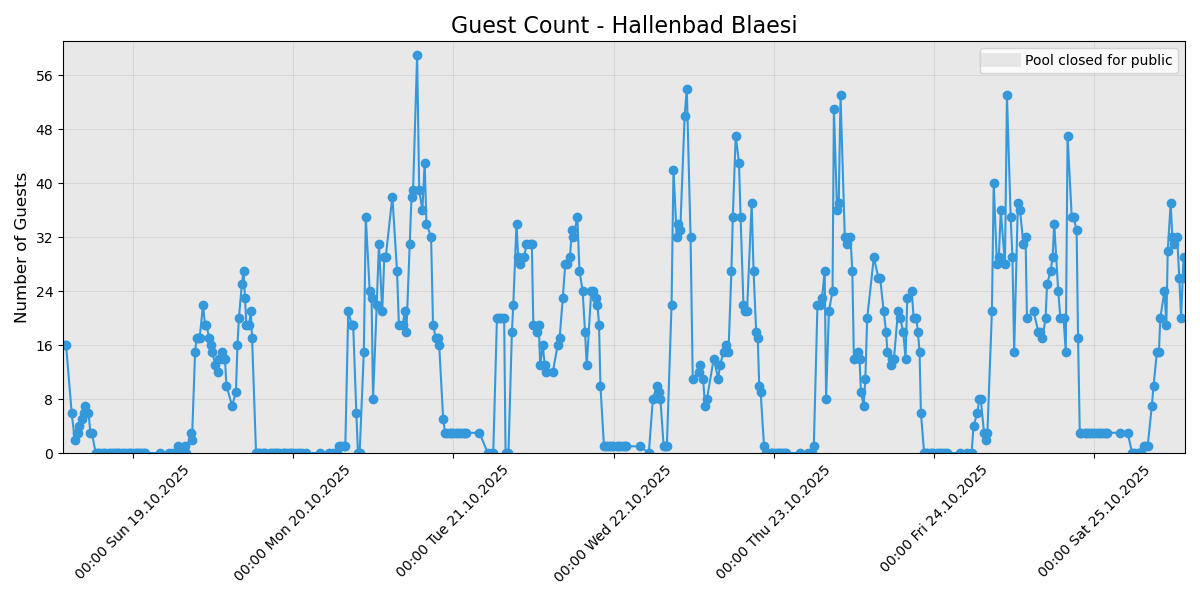 Guest Count - Hallenbad Blaesi
Pool closed for public
Number of Guests
56
48
40
32
24
16
8
0
00:00 Sun 19.10.2025
00:00 Mon 20.10.2025
00:00 Tue 21.10.2025
00:00 Wed 22.10.2025
00:00 Thu 23.10.2025
00:00 Fri 24.10.2025
00:00 Sat 25.10.2025